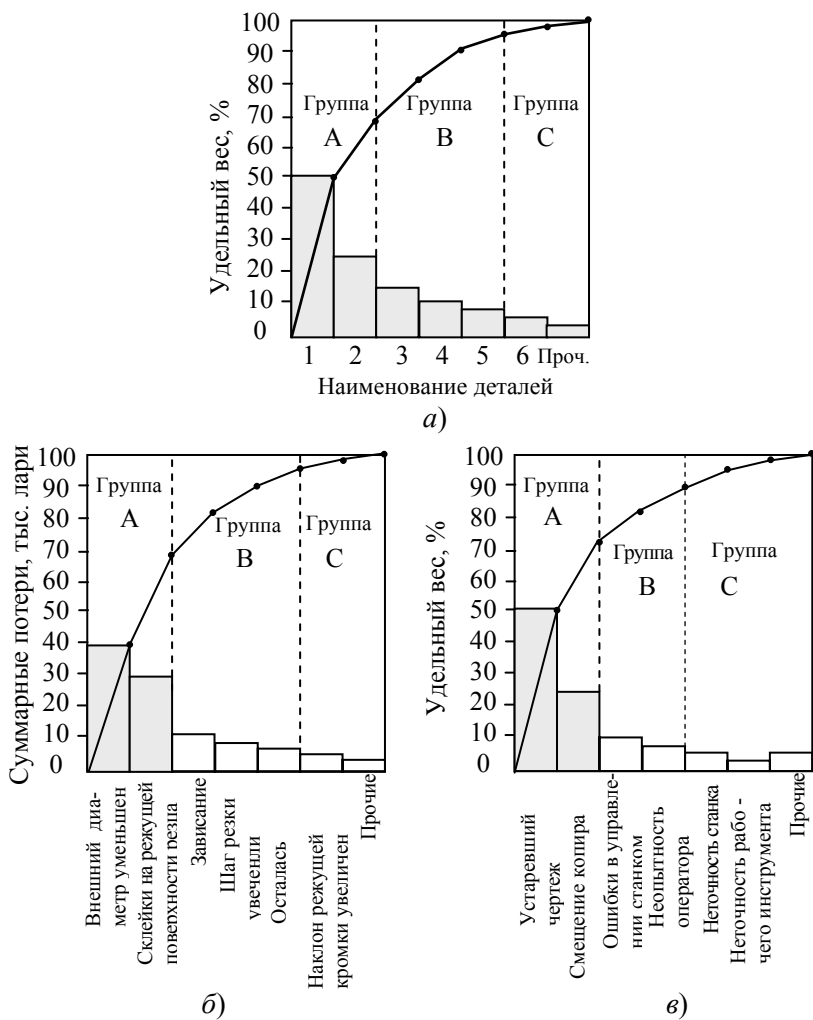 Удельный вес, %
100
90
80
70
60
50
40
30
20
10
0
Группа
А
Группа
В
Группа
С
1 2 3 4 5 6 Проч.
Наименование деталей
а)
Суммарные потери, тыс. лари
100
90
80
70
60
50
40
30
20
10
0
Группа
А
Группа
В
Группа
С
Внешний диа-
метр уменьшен
Склейки на режущей
поверхности резца
Зависание
Шаг резки
увеченли
Осталась
Наклон режущей
кромки увеличен
Прочие
б)
Удельный вес, %
100
90
80
70
60
50
40
30
20
10
0
Группа
А
Группа
В
Группа
С
Устаревший
чертеж
Смещение копира
Ошибки в управле-
нии станком
Неопытность
оператора
Неточность станка
Неточность рабо -
чего инструмента
Прочие
в)